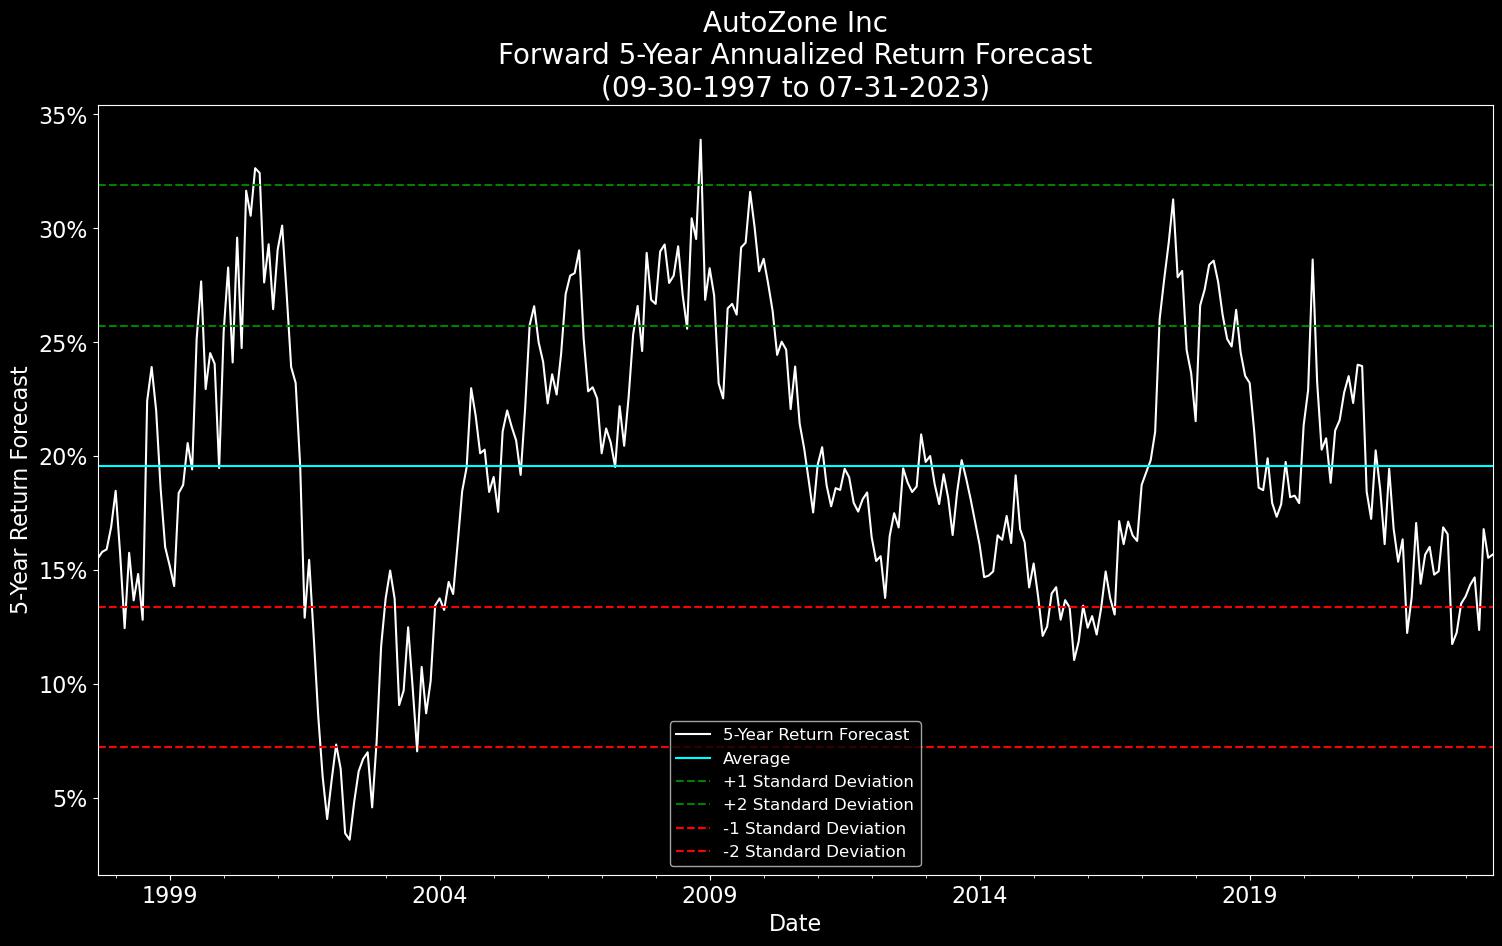 AutoZone Inc
Forward 5-Year Annualized Return Forecast
(09-30-1997 to 07-31-2023)
35%
30%
25%
20%
15%
10%
5%
5-Year Return Forecast
5-Year Return Forecast
Average
+1 Standard Deviation
+2 Standard Deviation
-1 Standard Deviation
-2 Standard Deviation
1999 2004 2009 2014 2019
Date